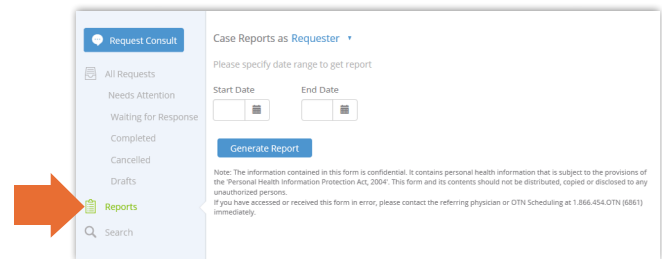 Request Consult
All Requests
Needs Attention
Waiting for Response
Completed
Cancelled
Drafts
Reports
Search
Case Reports as Requester
Please specify date range to get report
Start Date End Date
Generate Report
Note: The information contained in this form is confidential. It contains personal health information that is subject to the provisions of
the 'Personal Health Information Protection Act, 2004'. This form and its contents should not be distributed, copied or disclosed to any
unauthorized persons.
If you have accessed or received this form in error, please contact the referring physician or OTN Scheduling at 1.866.454.OTN (6861)
immediately.